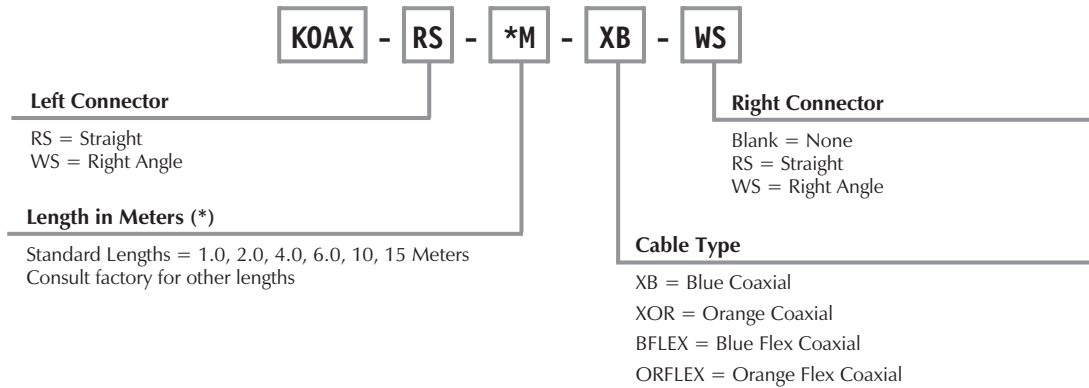 KOAX - RS - *M - XB - WS
Left Connector
RS = Straight
WS = Right Angle
Length in Meters (*)
Standard Lengths = 1.0, 2.0, 4.0, 6.0, 10, 15 Meters
Consult factory for other lengths
Right Connector
Blank = None
RS = Straight
WS = Right Angle
Cable Type
XB = Blue Coaxial
XOR = Orange Coaxial
BFLEX = Blue Flex Coaxial
ORFLEX = Orange Flex Coaxial